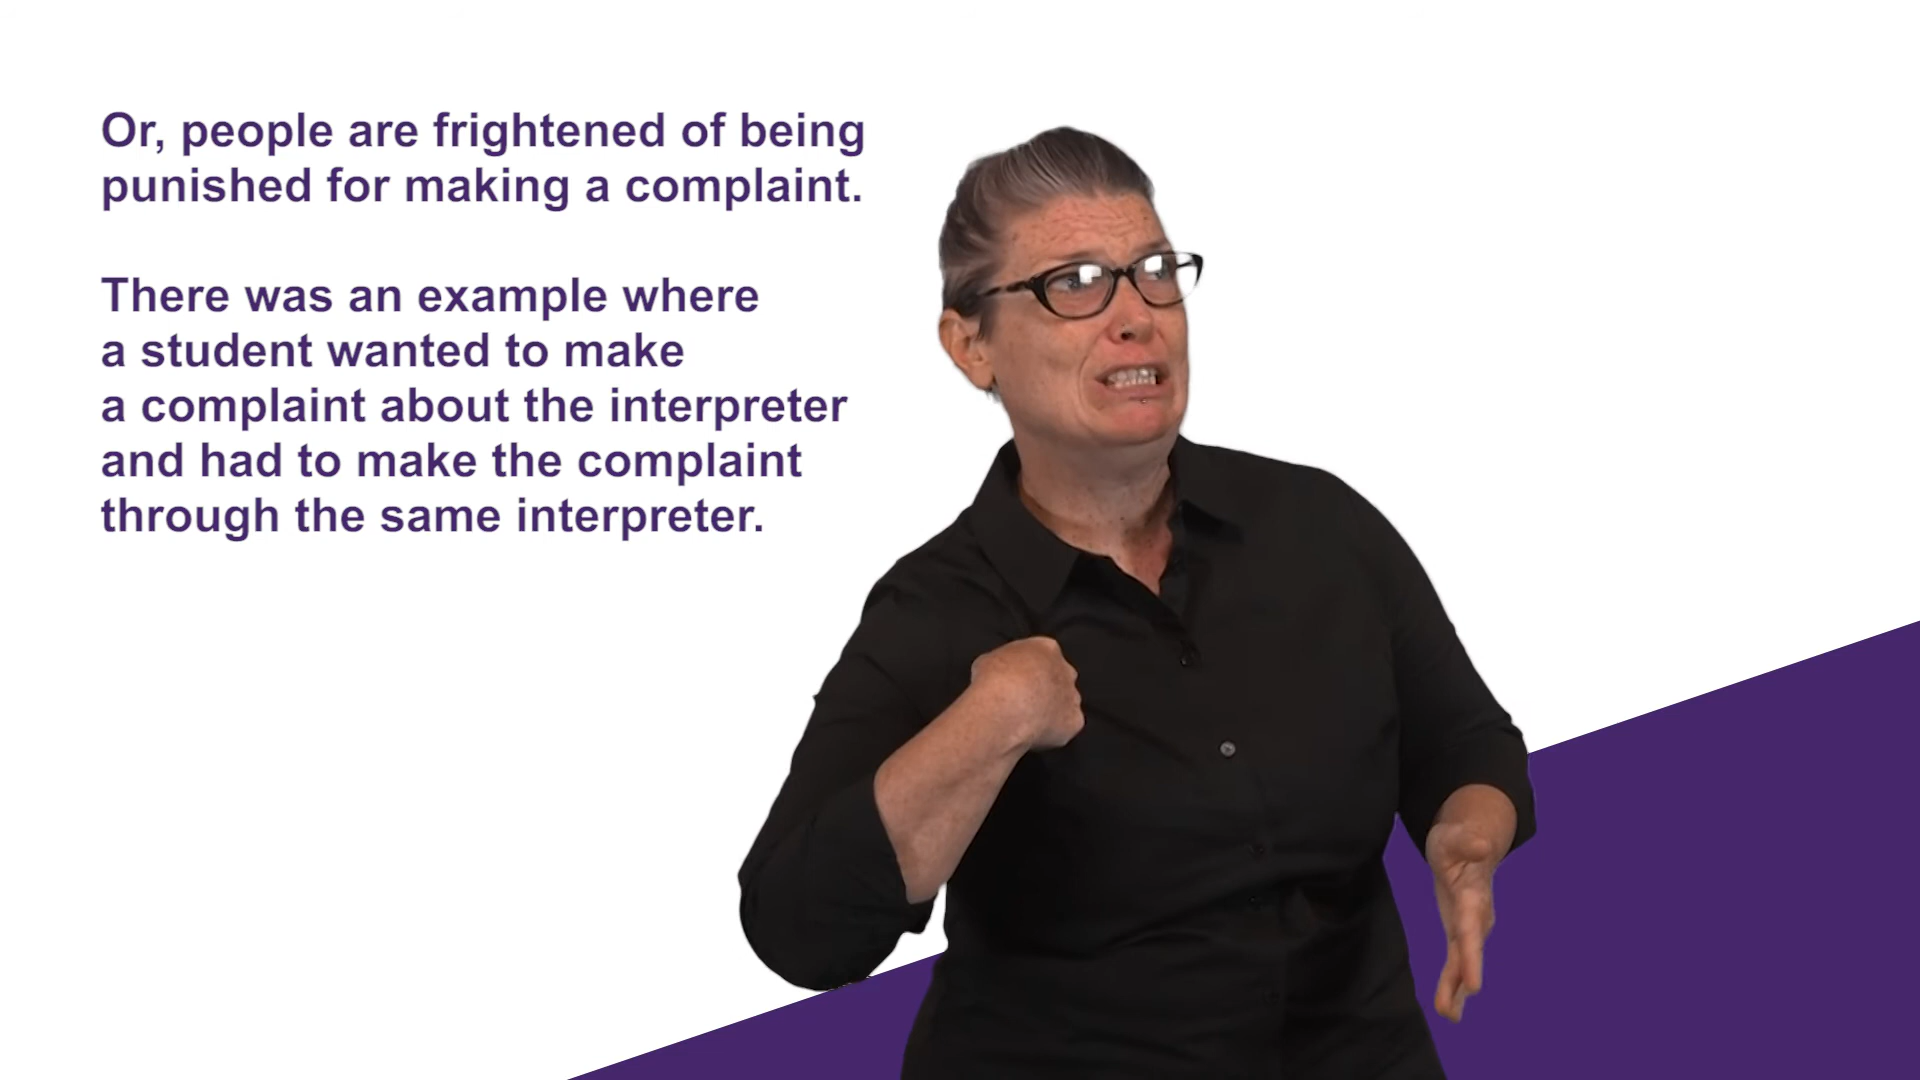 Or, people are frightened of being
punished for making a complaint.
There was an example where
a student wanted to make
a complaint about the interpreter
and had to make the complaint
through the same interpreter.